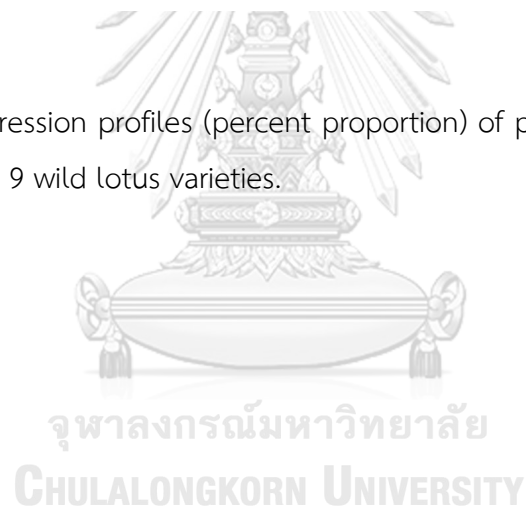 ression profiles (percent proportion) of p
9 wild lotus varieties.
จุฬาลงกรณ์มหาวิทยาลัย
CHULALONGKORN UNIVERSITY